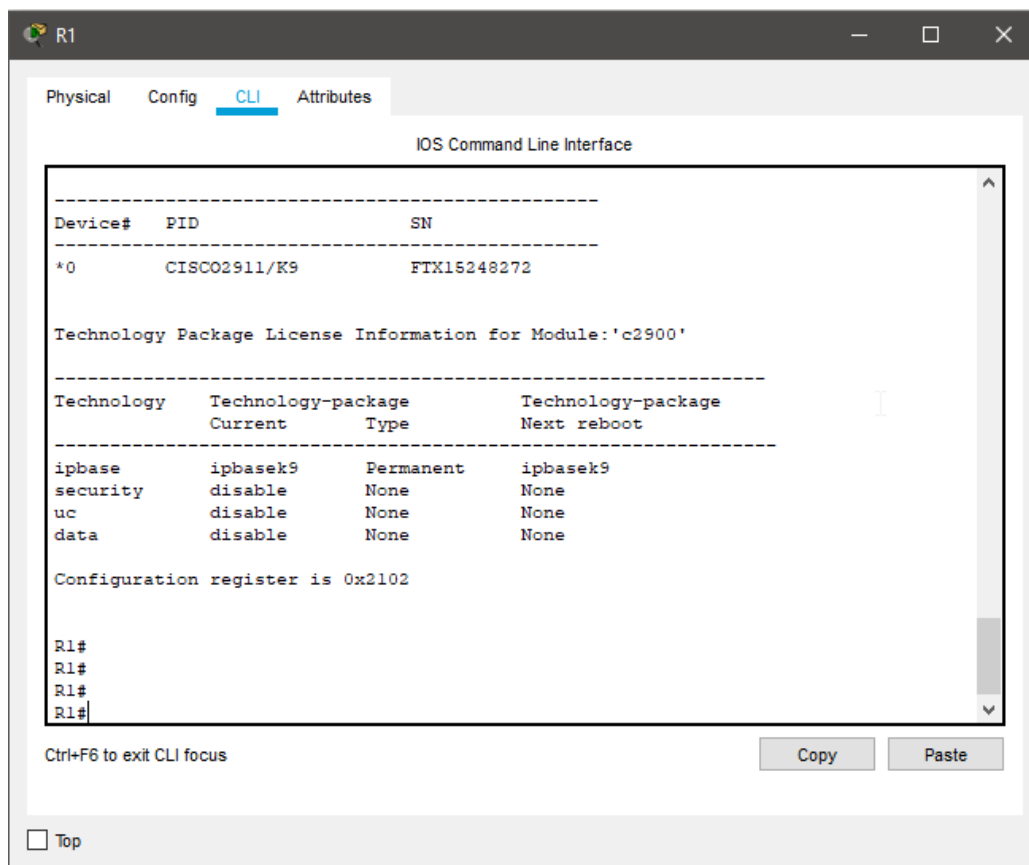 R1
Physical Config CLI Attributes
IOS Command Line Interface
-------------------------------------------------
Device# PID SN
-------------------------------------------------
*0 CISCO2911/K9 FTX15248272
Technology Package License Information for Module:'c2900'
----------------------------------------------------------------
Technology Technology-package Technology-package
Current Type Next reboot
-----------------------------------------------------------------
ipbase ipbasek9 Permanent ipbasek9
security disable None None
uc disable None None
data disable None None
Configuration register is 0x2102
R1#
R1#
R1#
R1#
Ctrl+F6 to exit CLI focus
Copy Paste
Top